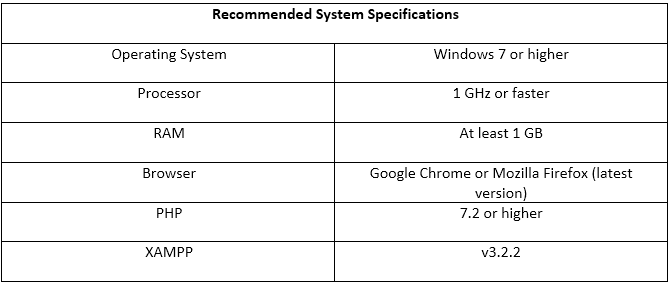 Recommended System Specifications
Operating System Windows 7 or higher
Processor 1 GHz or faster
RAM At least 1 GB
Browser Google Chrome or Mozilla Firefox (latest
version)
PHP 7.2 or higher
XAMPP v3.2.2